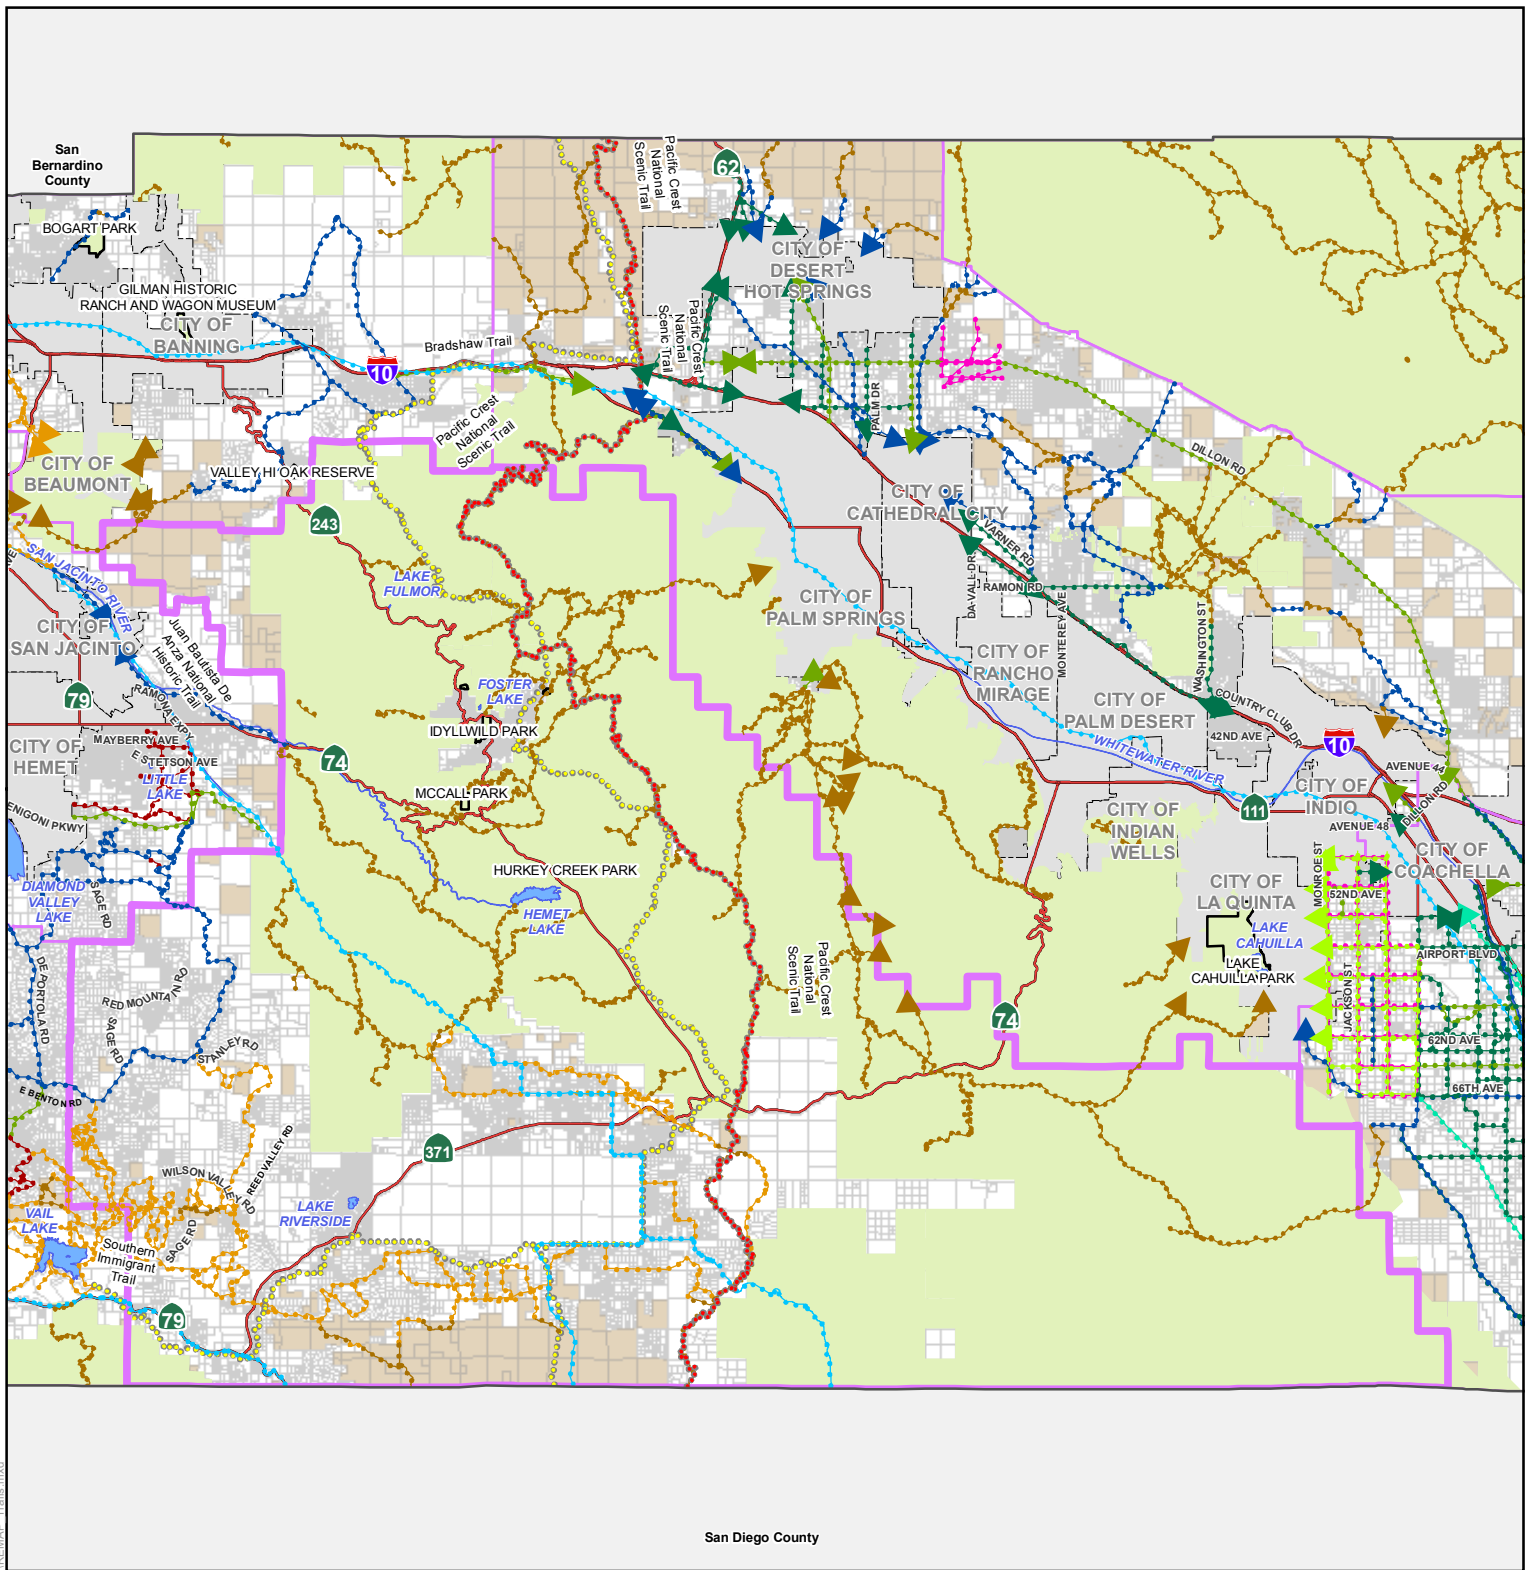 San
Bernardino
County
BOGART PARK
GILMAN HISTORIC
RANCH AND WAGON MUSEUM
CITY OF
BANNING
10
Bradshaw Trail
Pacific Crest
National
Scenic Trail
62
CITY OF
DESERT
HOT SPRINGS
Pacific Crest
National
Scenic Trail
Pacific Crest
National
Scenic Trail
PALM DR
DILLON RD
CITY OF
BEAUMONT
VALLEY HI OAK RESERVE
243
CITY OF
CATHEDRAL CITY
VARNER RD
RAMON RD
DA VALL DR
MONTEREY AVE
WASHINGTON ST
SAN JACINTO RIVER
CITY OF
SAN JACINTO
Juan Bautista De
Anza National
Historic Trail
LAKE
FULMOR
CITY OF
PALM SPRINGS
CITY OF
RANCHO
MIRAGE
CITY OF
PALM DESERT
COUNTRY CLUB DR
42ND AVE
10
79
RAMONA EXPY
MAYBERRY AVE
E STETSON AVE
CITY OF
HEMET
LITTLE
LAKE
74
FOSTER
LAKE
IDYLLWILD PARK
MCCALL PARK
WHITEWATER RIVER
AVENUE 44
CITY OF
INDIO
DILLON RD
111
AVENUE 48
CITY OF
INDIAN
WELLS
CITY OF
COACHELLA
DIAMOND
VALLEY
LAKE
SAGE RD
HURKEY CREEK PARK
HEMET
LAKE
CITY OF
LA QUINTA
LAKE
CAHUILLA
LAKE
CAHUILLA PARK
MONROE ST
52ND AVE
JACKSON ST
AIRPORT BLVD
62ND AVE
66TH AVE
Pacific Crest
National
Scenic Trail
74
DE PORTOLA RD
RED MOUNTAIN RD
SAGE RD
STANLEY RD
E BENTON RD
371
REED VALLEY RD
WILSON VALLEY RD
SAGE RD
LAKE
RIVERSIDE
VAIL
LAKE
Southern
Immigrant
Trail
79
San Diego County